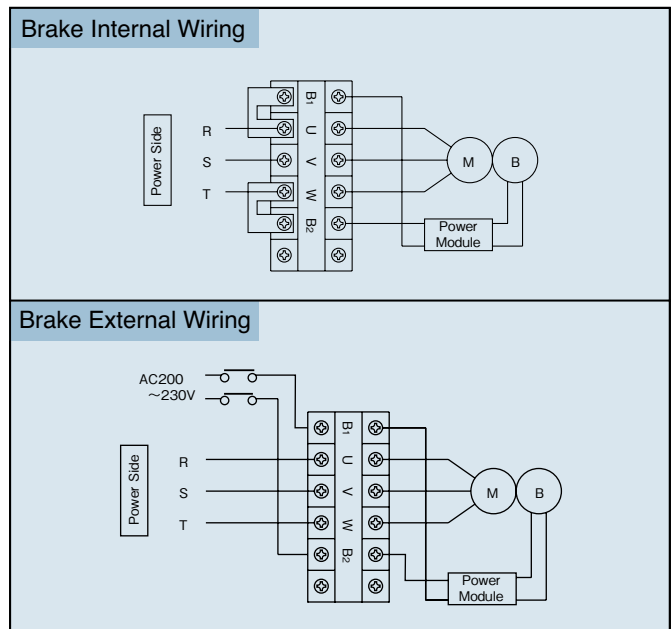 Brake Internal Wiring
Power Side
R
S
T
B1
U
V
W
B2
M
B
Power
Module
Brake External Wiring
AC200
～230V
Power Side
R
S
T
B1
U
V
W
B2
M
B
Power
Module